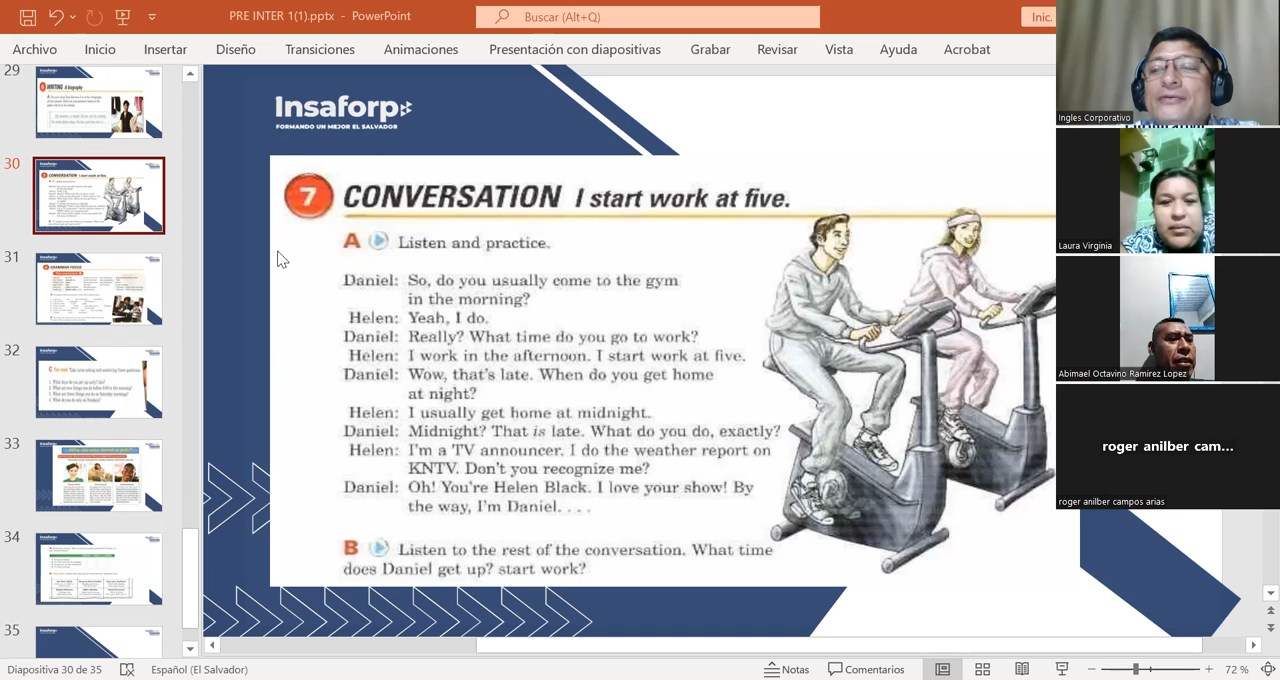 PRE INTER 1(1).pptx - PowerPoint
Buscar (Alt+Q)
Inic.
Archivo Inicio Insertar Diseño Transiciones Animaciones Presentación con diapositivas Grabar Revisar Vista Ayuda Acrobat
29
30
31
32
33
34
35
Insaforp
FORMANDO UN MEJOR EL SALVADOR
7 CONVERSATION I start work at five.
A Listen and practice.
Daniel: So, do you usually come to the gym
in the morning?
Helen: Yeah, I do.
Daniel: Really? What time do you go to work?
Helen: I work in the afternoon. I start work at five.
Daniel: Wow, that's late. When do you get home
at night?
Helen: I usually get home at midnight.
Daniel: Midnight? That is late. What do you do, exactly?
Helen: I'm a TV announcer. I do the weather report on
KNTV. Don't you recognize me?
Daniel: Oh! You're Helen Black. I love your show! By
the way, I'm Daniel. . . .
B Listen to the rest of the conversation. What time
does Daniel get up? start work?
Ingles Corporativo
Laura Virginia
Abimael Octavino Ramirez Lopez
roger anilber cam...
roger anilber campos arias
Diapositiva 30 de 35
Español (El Salvador)
Notas
Comentarios
72 %